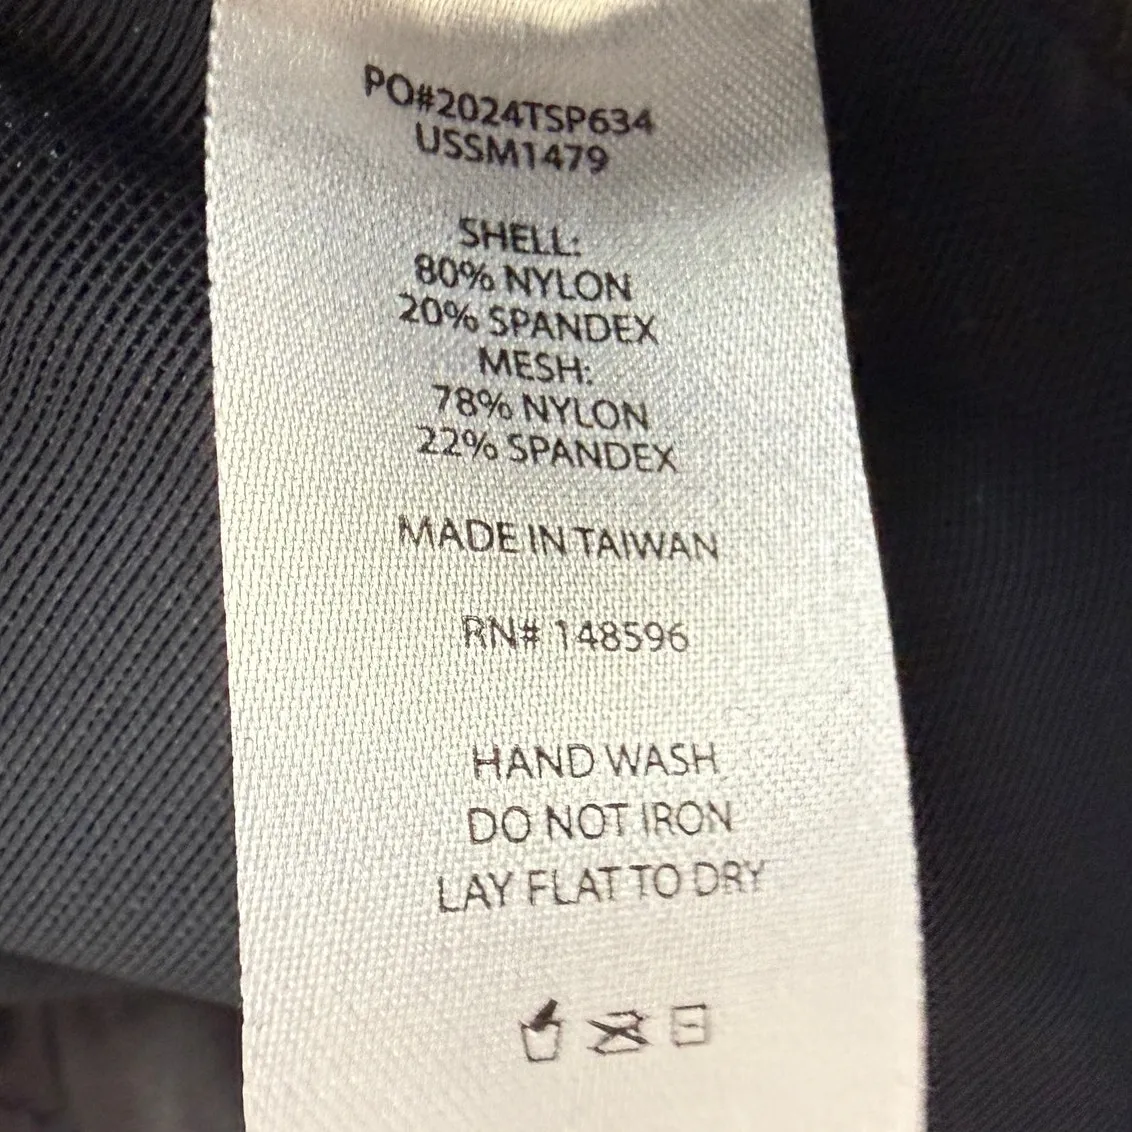 PO#2024TSP634
USSM1479
SHELL:
80% NYLON
20% SPANDEX
MESH:
78% NYLON
22% SPANDEX
MADE IN TAIWAN
RN# 148596
HAND WASH
DO NOT IRON
LAY FLAT TO DRY